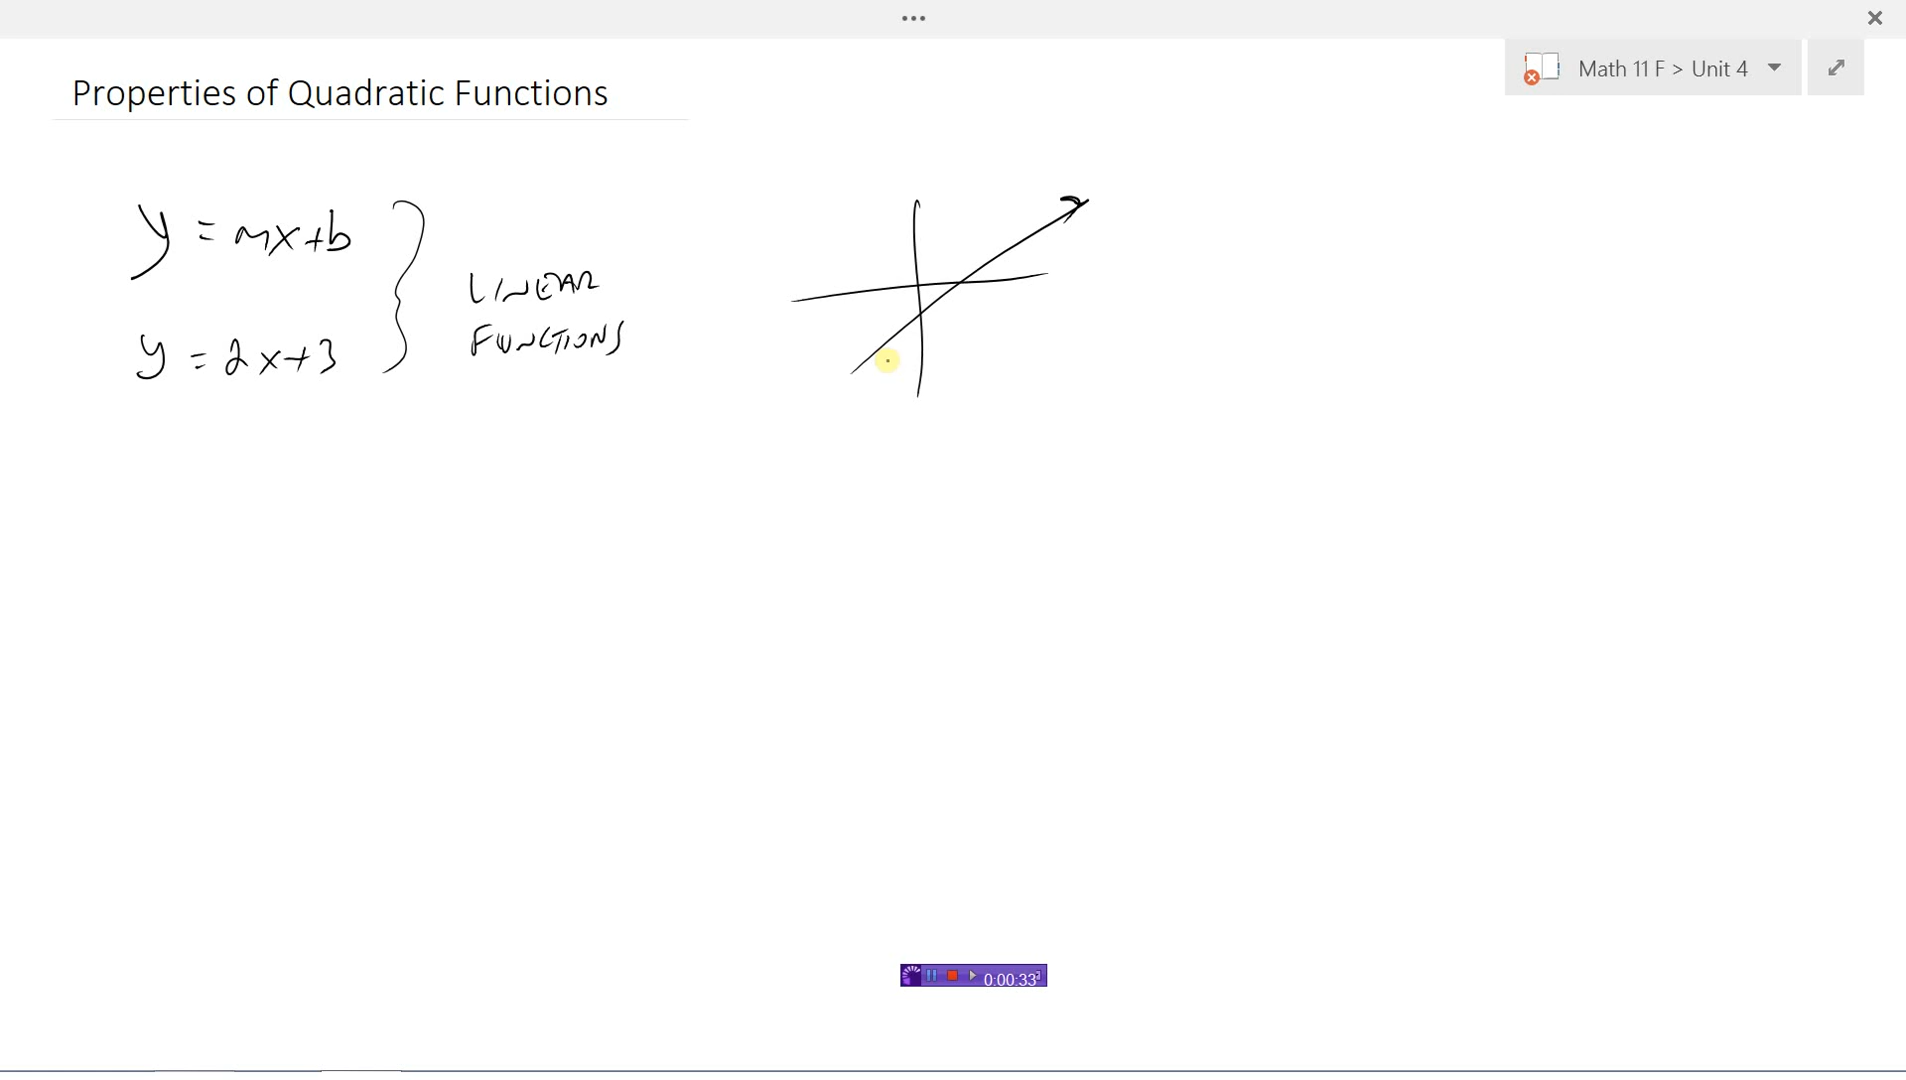 Math 11 F > Unit 4
Properties of Quadratic Functions
y = mx+b
y = 2x+3
LINEAR
FUNCTIONS
0:00:33